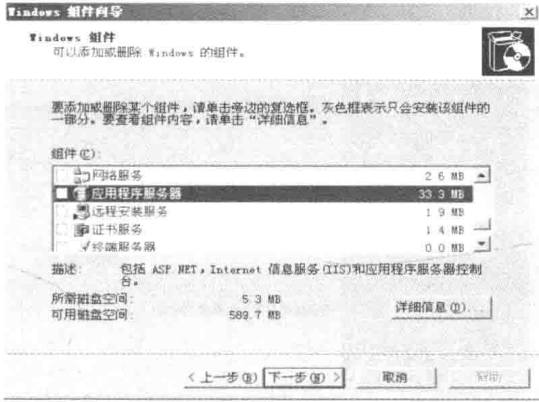 Windows 组件向导
Windows 组件
可以添加或删除 Windows 的组件。
要添加或删除某个组件，请单击旁边的复选框。灰色框表示只会安装该组件的
一部分。要查看组件内容，请单击“详细信息”。
组件(C):
网络服务 2.6 MB
应用程序服务器 33.3 MB
远程安装服务 1.9 MB
证书服务 1.4 MB
终端服务器 0.0 MB
描述: 包括 ASP.NET，Internet 信息服务(IIS)和应用程序服务器控制
台。
所需磁盘空间: 5.3 MB
可用磁盘空间: 589.7 MB
详细信息(D)...
< 上一步(B) 下一步(N) > 取消 帮助